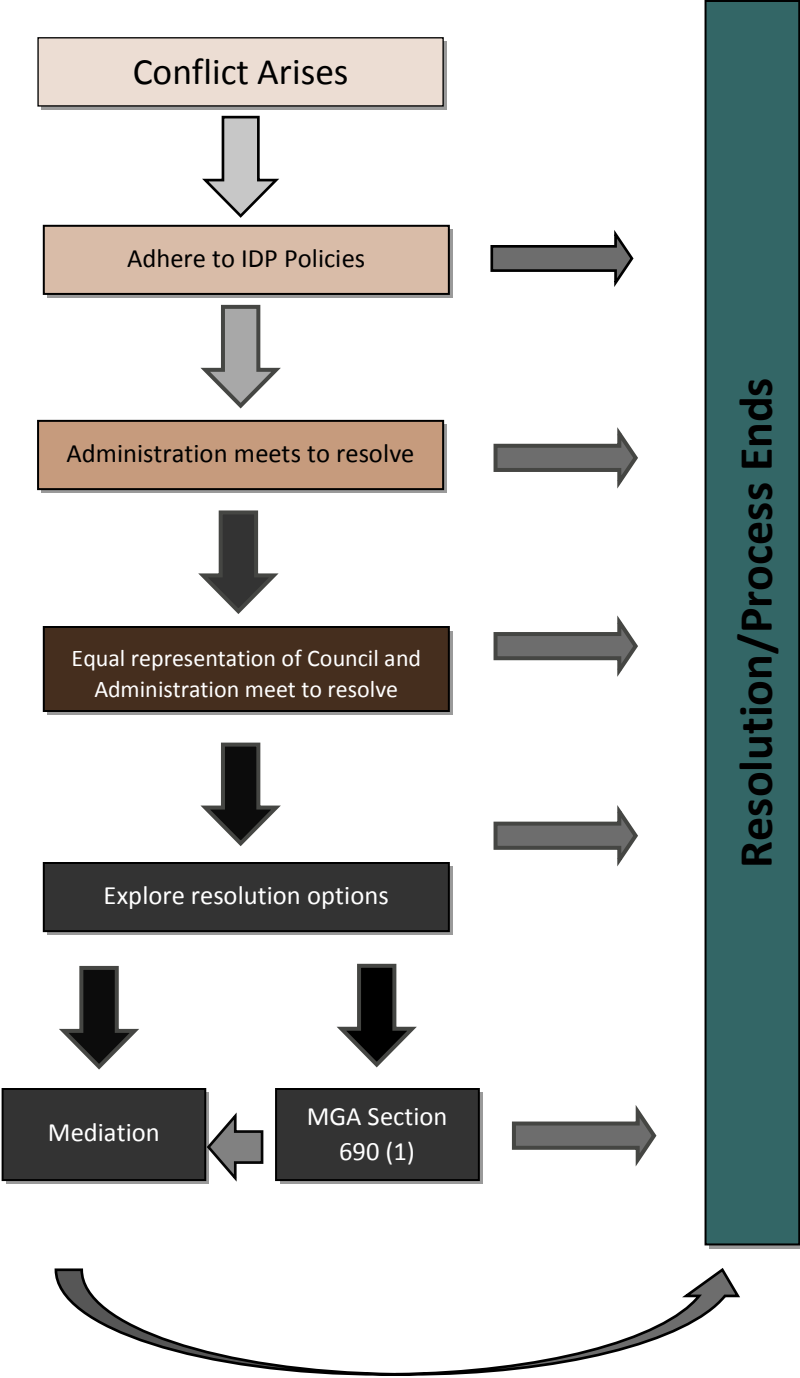 Conflict Arises
Adhere to IDP Policies
Administration meets to resolve
Equal representation of Council and
Administration meet to resolve
Explore resolution options
Mediation
MGA Section
690 (1)
Resolution/Process Ends